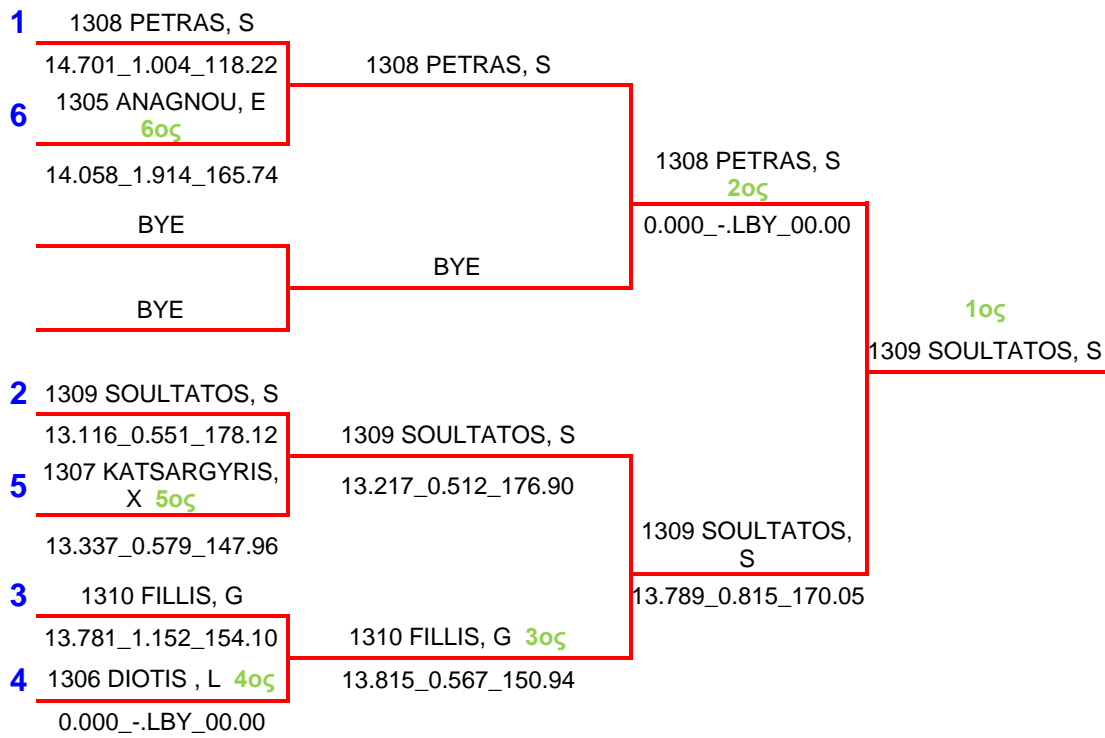 1
1308 PETRAS, S
14.701_1.004_118.22
6
1305 ANAGNOU, E
6ος
14.058_1.914_165.74
BYE
BYE
2
1309 SOULTATOS, S
13.116_0.551_178.12
5
1307 KATSARGYRIS,
X 5ος
13.337_0.579_147.96
3
1310 FILLIS, G
13.781_1.152_154.10
4
1306 DIOTIS , L 4ος
0.000_-.LBY_00.00
1308 PETRAS, S
BYE
1309 SOULTATOS, S
13.217_0.512_176.90
1310 FILLIS, G 3ος
13.815_0.567_150.94
1308 PETRAS, S
2ος
0.000_-.LBY_00.00
1309 SOULTATOS,
S
13.789_0.815_170.05
1ος
1309 SOULTATOS, S